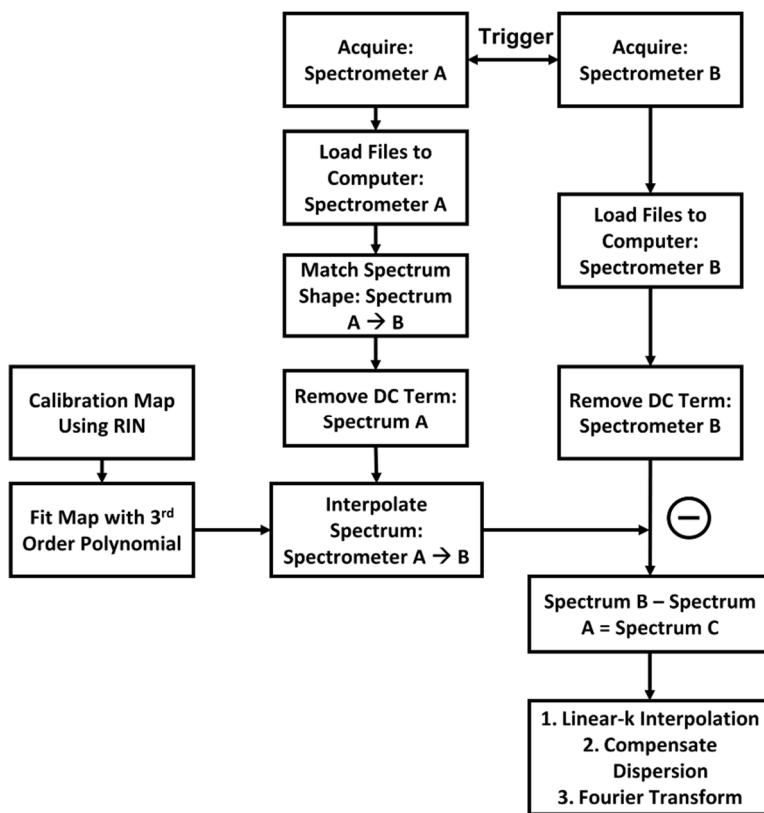 Acquire:
Spectrometer A
Trigger
Acquire:
Spectrometer B
Load Files to
Computer:
Spectrometer A
Load Files to
Computer:
Spectrometer B
Match Spectrum
Shape: Spectrum
A → B
Calibration Map
Using RIN
Remove DC Term:
Spectrum A
Remove DC Term:
Spectrometer B
Fit Map with 3rd
Order Polynomial
Interpolate
Spectrum:
Spectrometer A → B
−
Spectrum B – Spectrum
A = Spectrum C
1. Linear-k Interpolation
2. Compensate
Dispersion
3. Fourier Transform